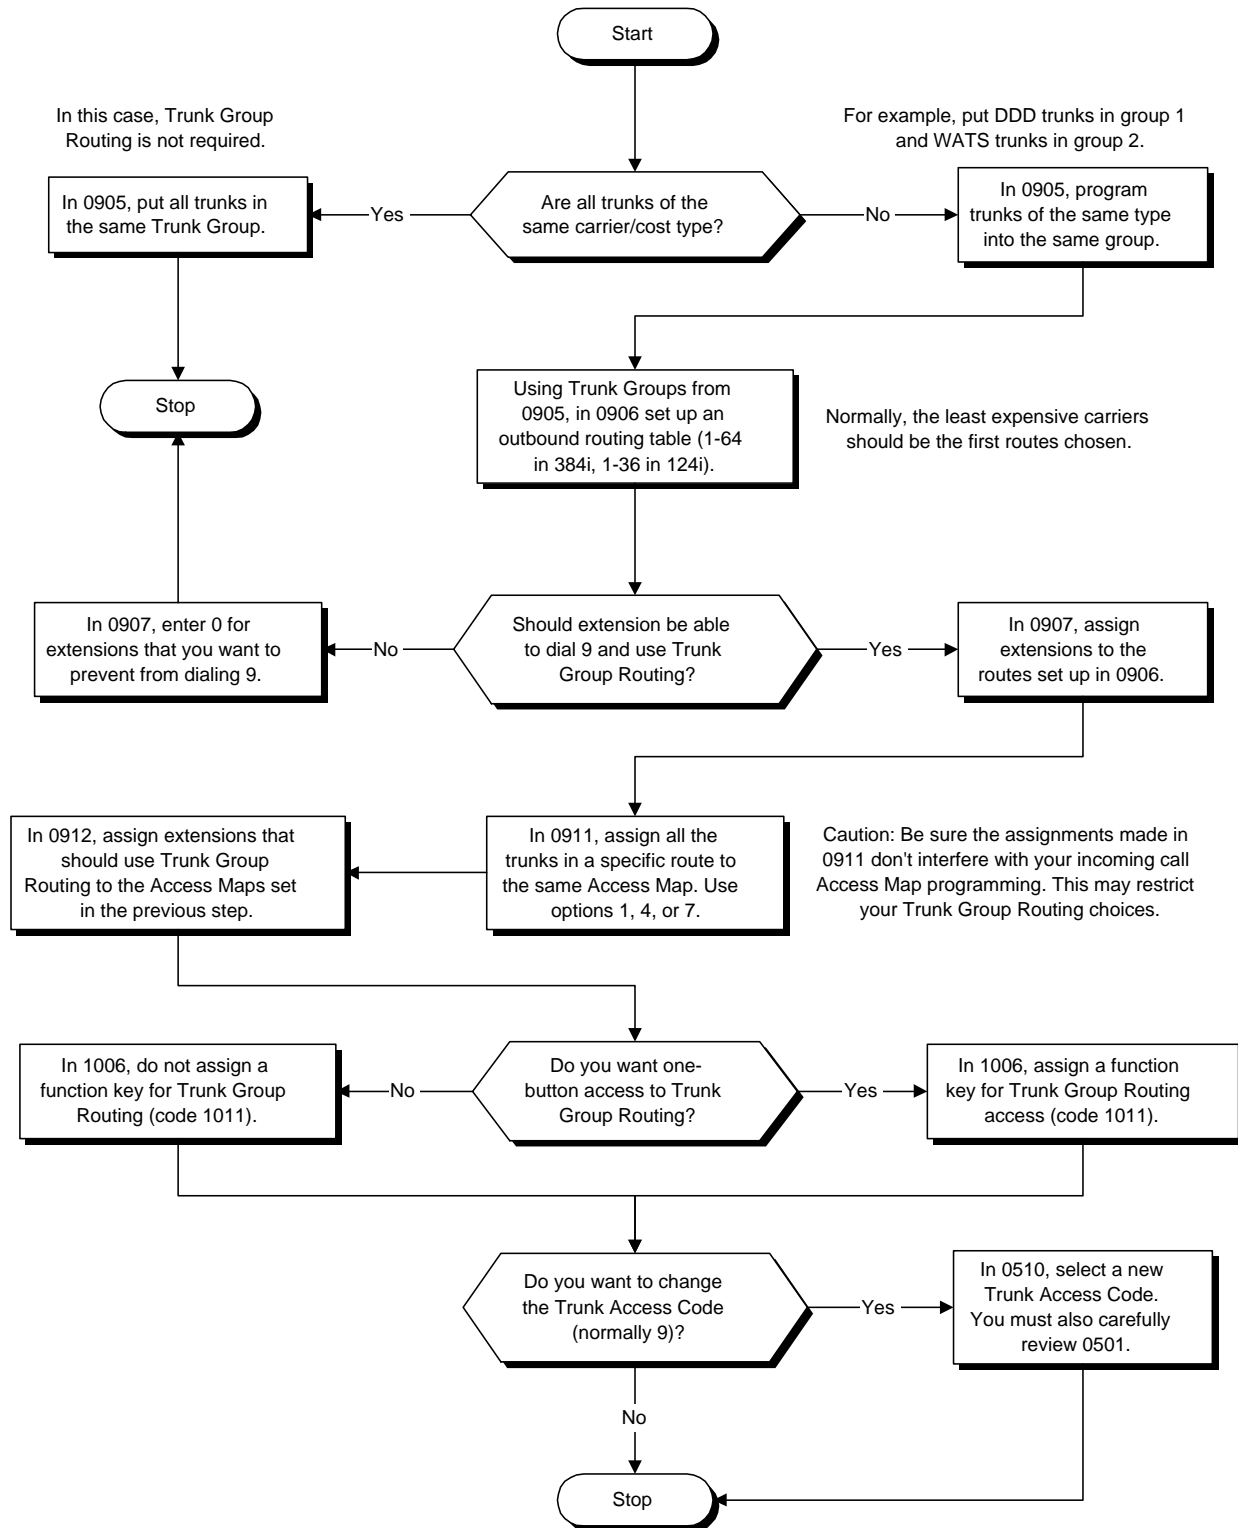 Start
In this case, Trunk Group
Routing is not required.
For example, put DDD trunks in group 1
and WATS trunks in group 2.
In 0905, put all trunks in
the same Trunk Group.
Yes
Are all trunks of the
same carrier/cost type?
No
In 0905, program
trunks of the same type
into the same group.
Stop
Using Trunk Groups from
0905, in 0906 set up an
outbound routing table (1-64
in 384i, 1-36 in 124i).
Normally, the least expensive carriers
should be the first routes chosen.
In 0907, enter 0 for
extensions that you want to
prevent from dialing 9.
No
Should extension be able
to dial 9 and use Trunk
Group Routing?
Yes
In 0907, assign
extensions to the
routes set up in 0906.
In 0912, assign extensions that
should use Trunk Group
Routing to the Access Maps set
in the previous step.
In 0911, assign all the
trunks in a specific route to
the same Access Map. Use
options 1, 4, or 7.
Caution: Be sure the assignments made in
0911 don't interfere with your incoming call
Access Map programming. This may restrict
your Trunk Group Routing choices.
In 1006, do not assign a
function key for Trunk Group
Routing (code 1011).
No
Do you want one-
button access to Trunk
Group Routing?
Yes
In 1006, assign a function
key for Trunk Group Routing
access (code 1011).
Do you want to change
the Trunk Access Code
(normally 9)?
Yes
In 0510, select a new
Trunk Access Code.
You must also carefully
review 0501.
No
Stop